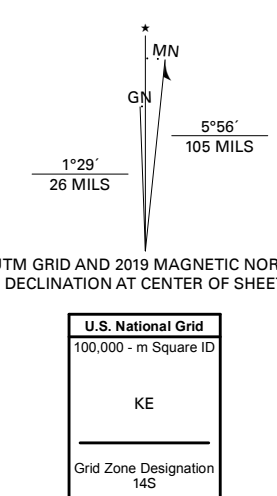 ★
MN
GN
5°56´
105 MILS
1°29´
26 MILS
UTM GRID AND 2019 MAGNETIC NOR
DECLINATION AT CENTER OF SHEET
U.S. National Grid
100,000 - m Square ID
KE
Grid Zone Designation
14S